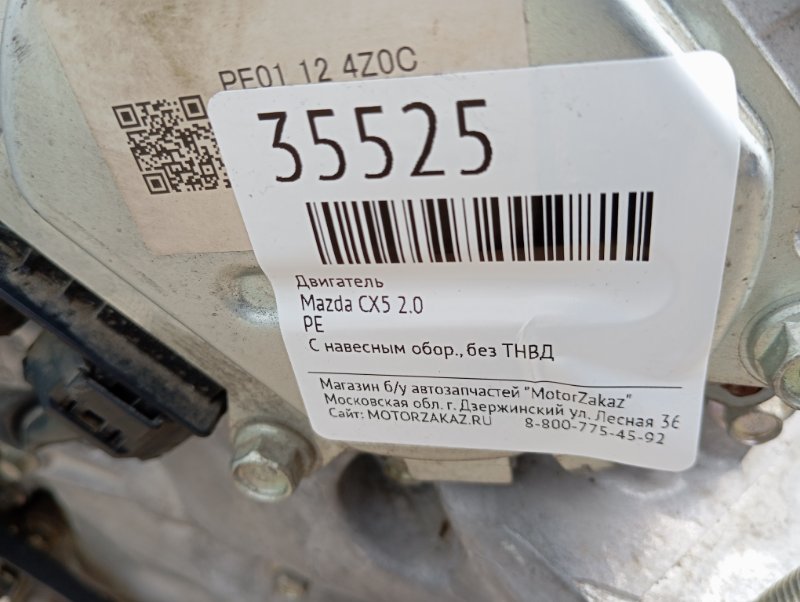 PE01 12 4Z0C
35525
Двигатель
Mazda CX5 2.0
PE
С навесным обор., без ТНВД
Магазин б/у автозапчастей "MotorZakaz"
Московская обл. г. Дзержинский ул. Лесная 36
Сайт: MOTORZAKAZ.RU 8-800-775-45-92